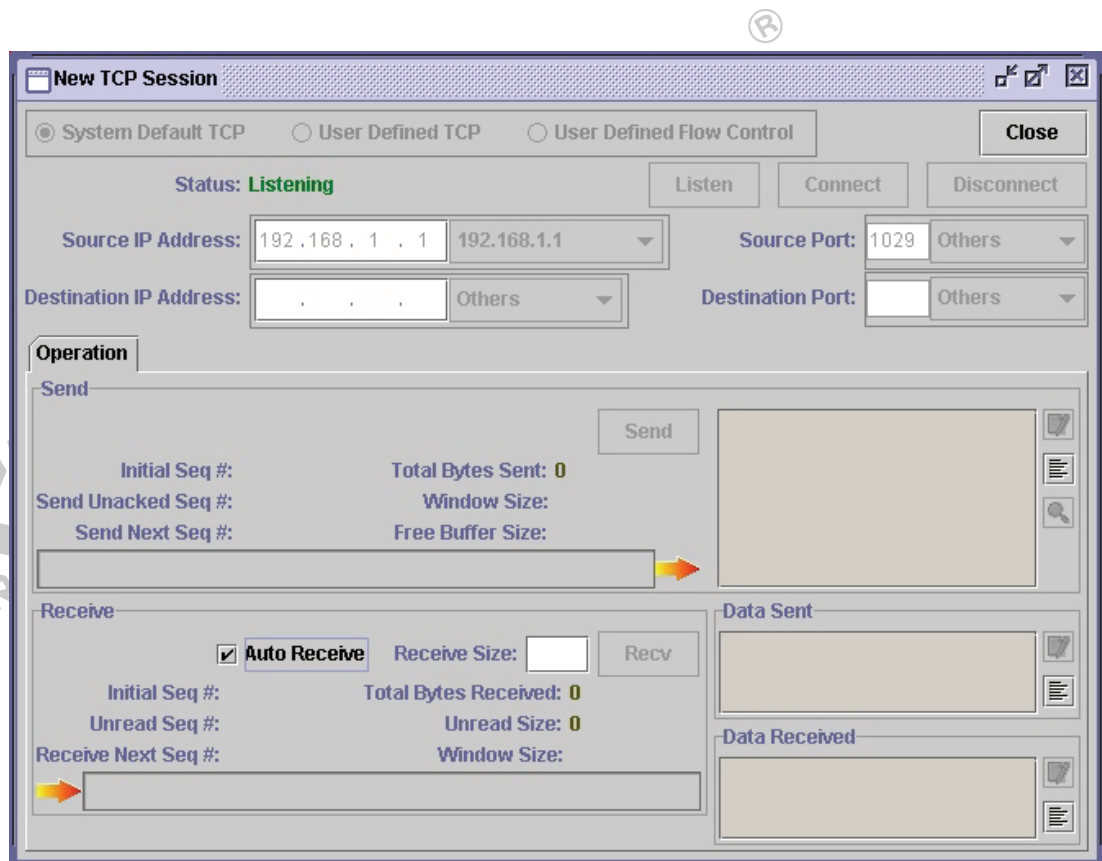 ®
New TCP Session
System Default TCP User Defined TCP User Defined Flow Control Close
Status: Listening Listen Connect Disconnect
Source IP Address: 192.168. 1 . 1 192.168.1.1 Source Port: 1029 Others
Destination IP Address: . . . Others Destination Port: Others
Operation
Send
Send
Initial Seq #: Total Bytes Sent: 0
Send Unacked Seq #: Window Size:
Send Next Seq #: Free Buffer Size:
Receive Data Sent
Auto Receive Receive Size: Recv
Initial Seq #: Total Bytes Received: 0
Unread Seq #: Unread Size: 0
Data Received
Receive Next Seq #: Window Size: